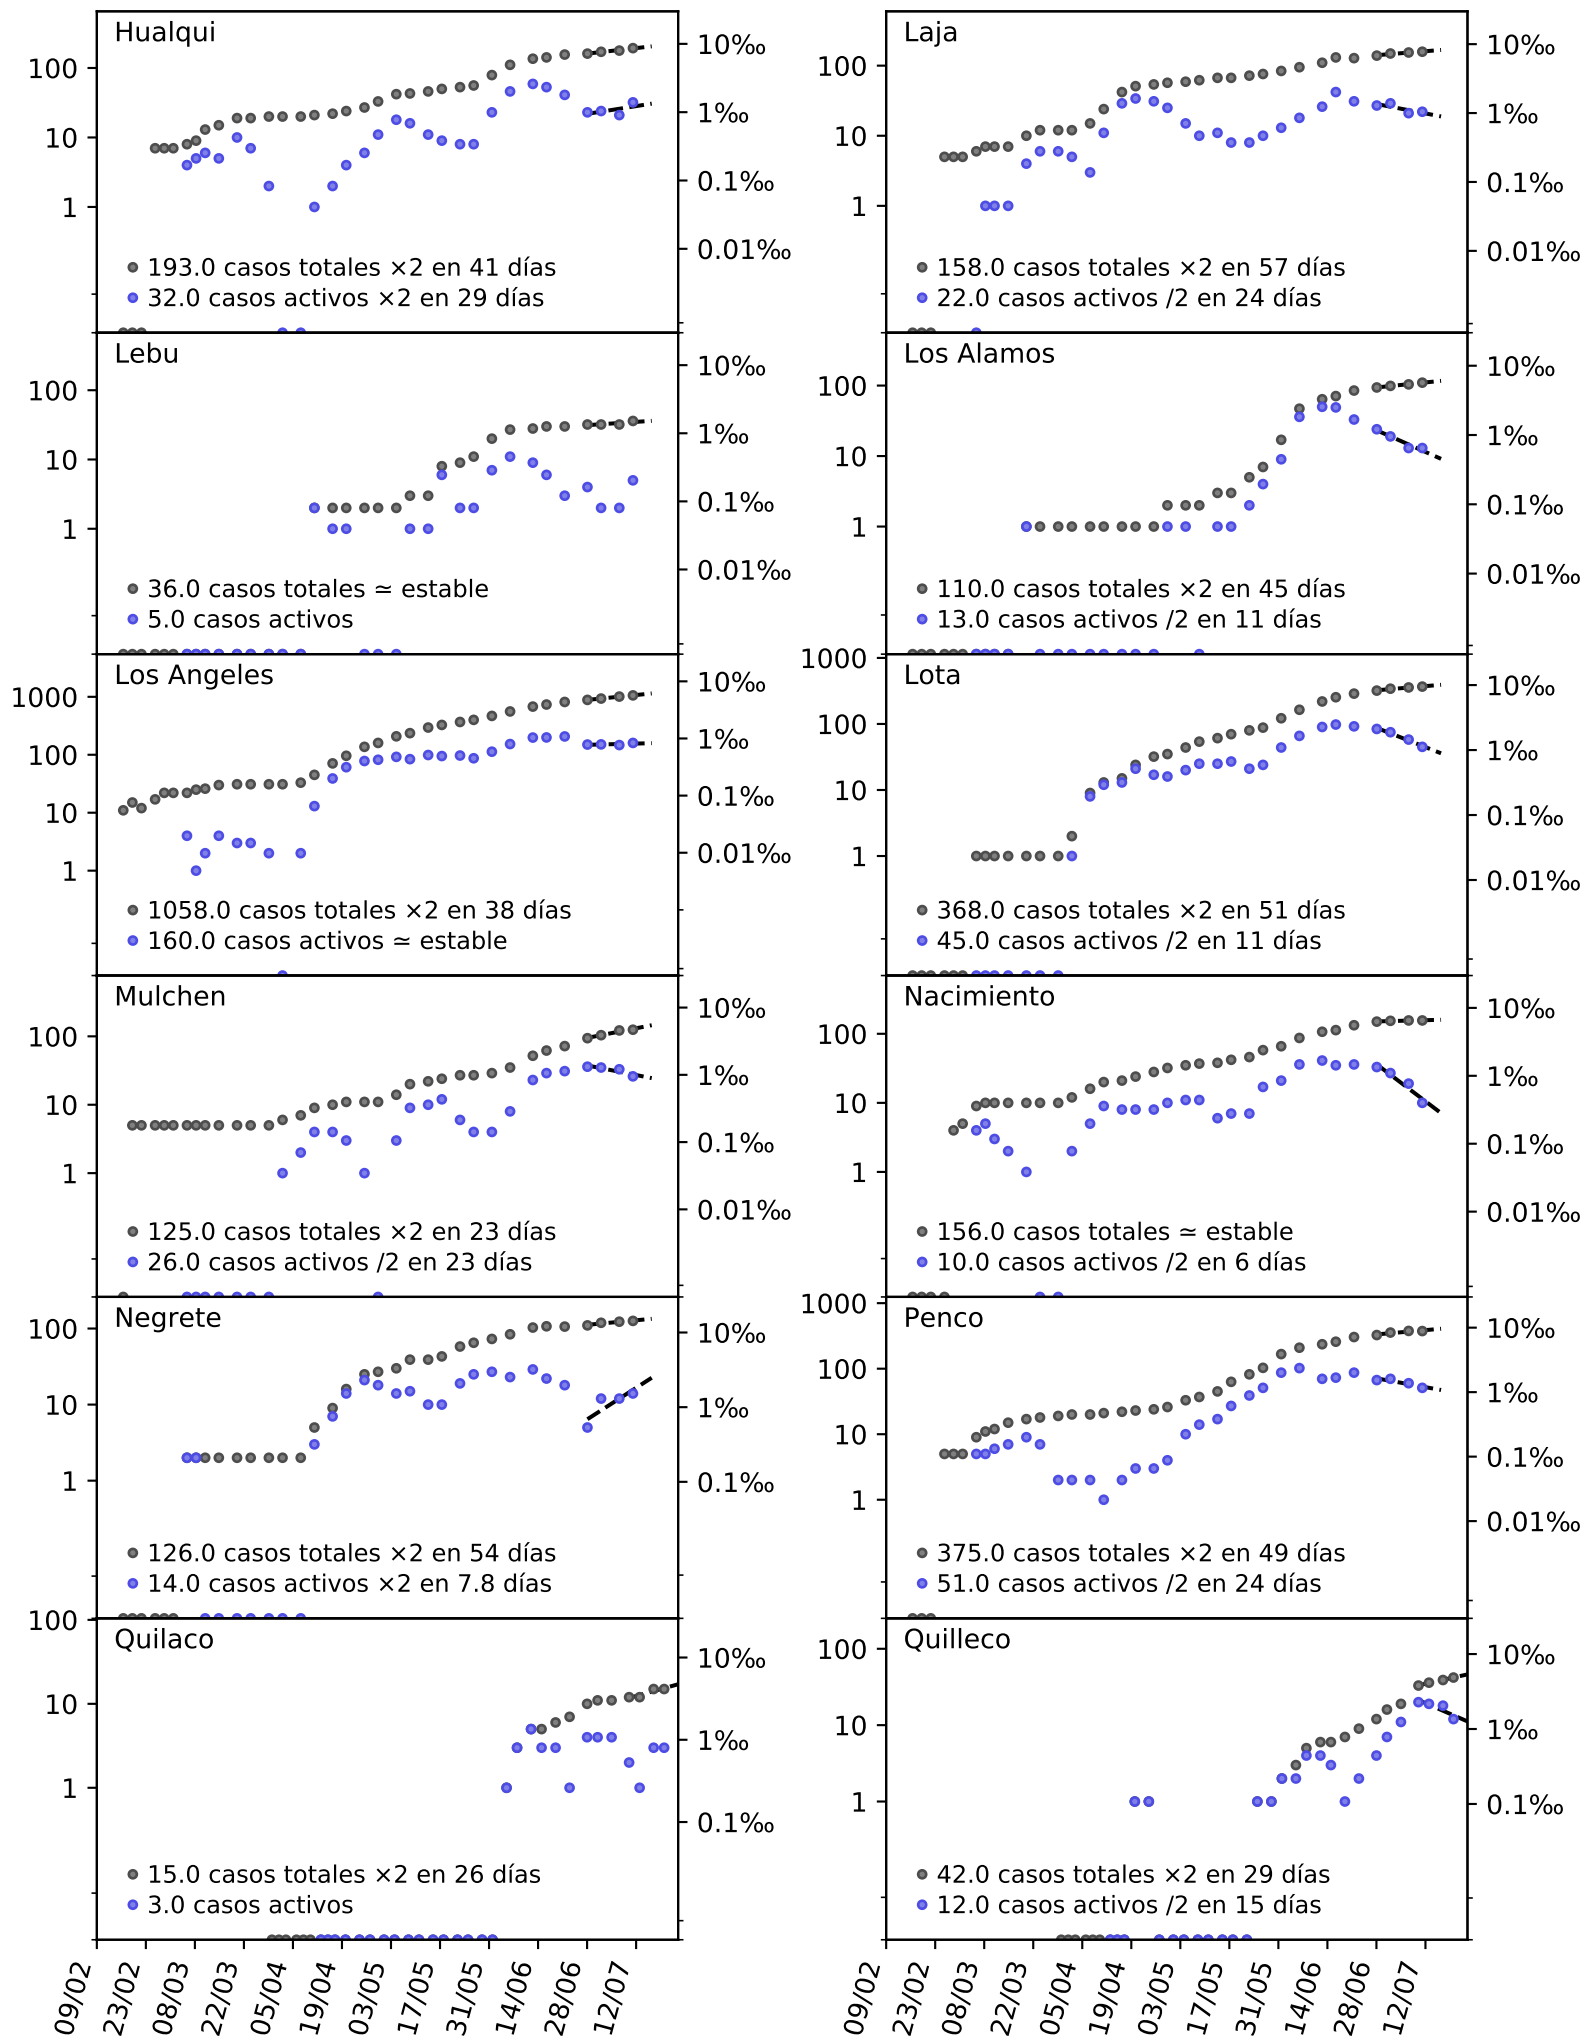 Hualqui
100
10
1
10‰
1‰
0.1‰
0.01‰
193.0 casos totales ×2 en 41 días
32.0 casos activos ×2 en 29 días
Laja
100
10
1
10‰
1‰
0.1‰
0.01‰
158.0 casos totales ×2 en 57 días
22.0 casos activos /2 en 24 días
Lebu
100
10
1
10‰
1‰
0.1‰
0.01‰
36.0 casos totales ≃ estable
5.0 casos activos
Los Alamos
100
10
1
10‰
1‰
0.1‰
0.01‰
110.0 casos totales ×2 en 45 días
13.0 casos activos /2 en 11 días
Los Angeles
1000
100
10
1
10‰
1‰
0.1‰
0.01‰
1058.0 casos totales ×2 en 38 días
160.0 casos activos ≃ estable
Lota
1000
100
10
1
10‰
1‰
0.1‰
0.01‰
368.0 casos totales ×2 en 51 días
45.0 casos activos /2 en 11 días
Mulchen
100
10
1
10‰
1‰
0.1‰
0.01‰
125.0 casos totales ×2 en 23 días
26.0 casos activos /2 en 23 días
Nacimiento
100
10
1
10‰
1‰
0.1‰
0.01‰
156.0 casos totales ≃ estable
10.0 casos activos /2 en 6 días
Negrete
100
10
1
10‰
1‰
0.1‰
126.0 casos totales ×2 en 54 días
14.0 casos activos ×2 en 7.8 días
Penco
1000
100
10
1
10‰
1‰
0.1‰
0.01‰
375.0 casos totales ×2 en 49 días
51.0 casos activos /2 en 24 días
Quilaco
100
10
1
10‰
1‰
0.1‰
15.0 casos totales ×2 en 26 días
3.0 casos activos
Quilleco
100
10
1
10‰
1‰
0.1‰
42.0 casos totales ×2 en 29 días
12.0 casos activos /2 en 15 días
09/02 23/02 08/03 22/03 05/04 19/04 03/05 17/05 31/05 14/06 28/06 12/07
09/02 23/02 08/03 22/03 05/04 19/04 03/05 17/05 31/05 14/06 28/06 12/07